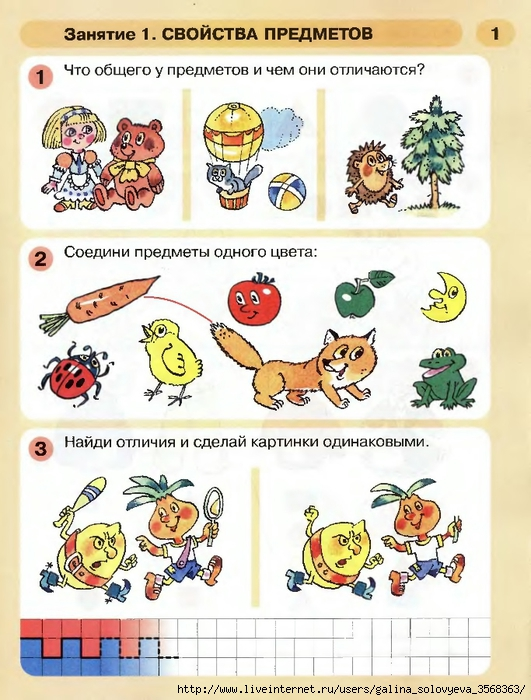 Занятие 1. СВОЙСТВА ПРЕДМЕТОВ 1
1 Что общего у предметов и чем они отличаются?
2 Соедини предметы одного цвета:
3 Найди отличия и сделай картинки одинаковыми.
http://www.liveinternet.ru/users/galina_solovyeva_3568363/